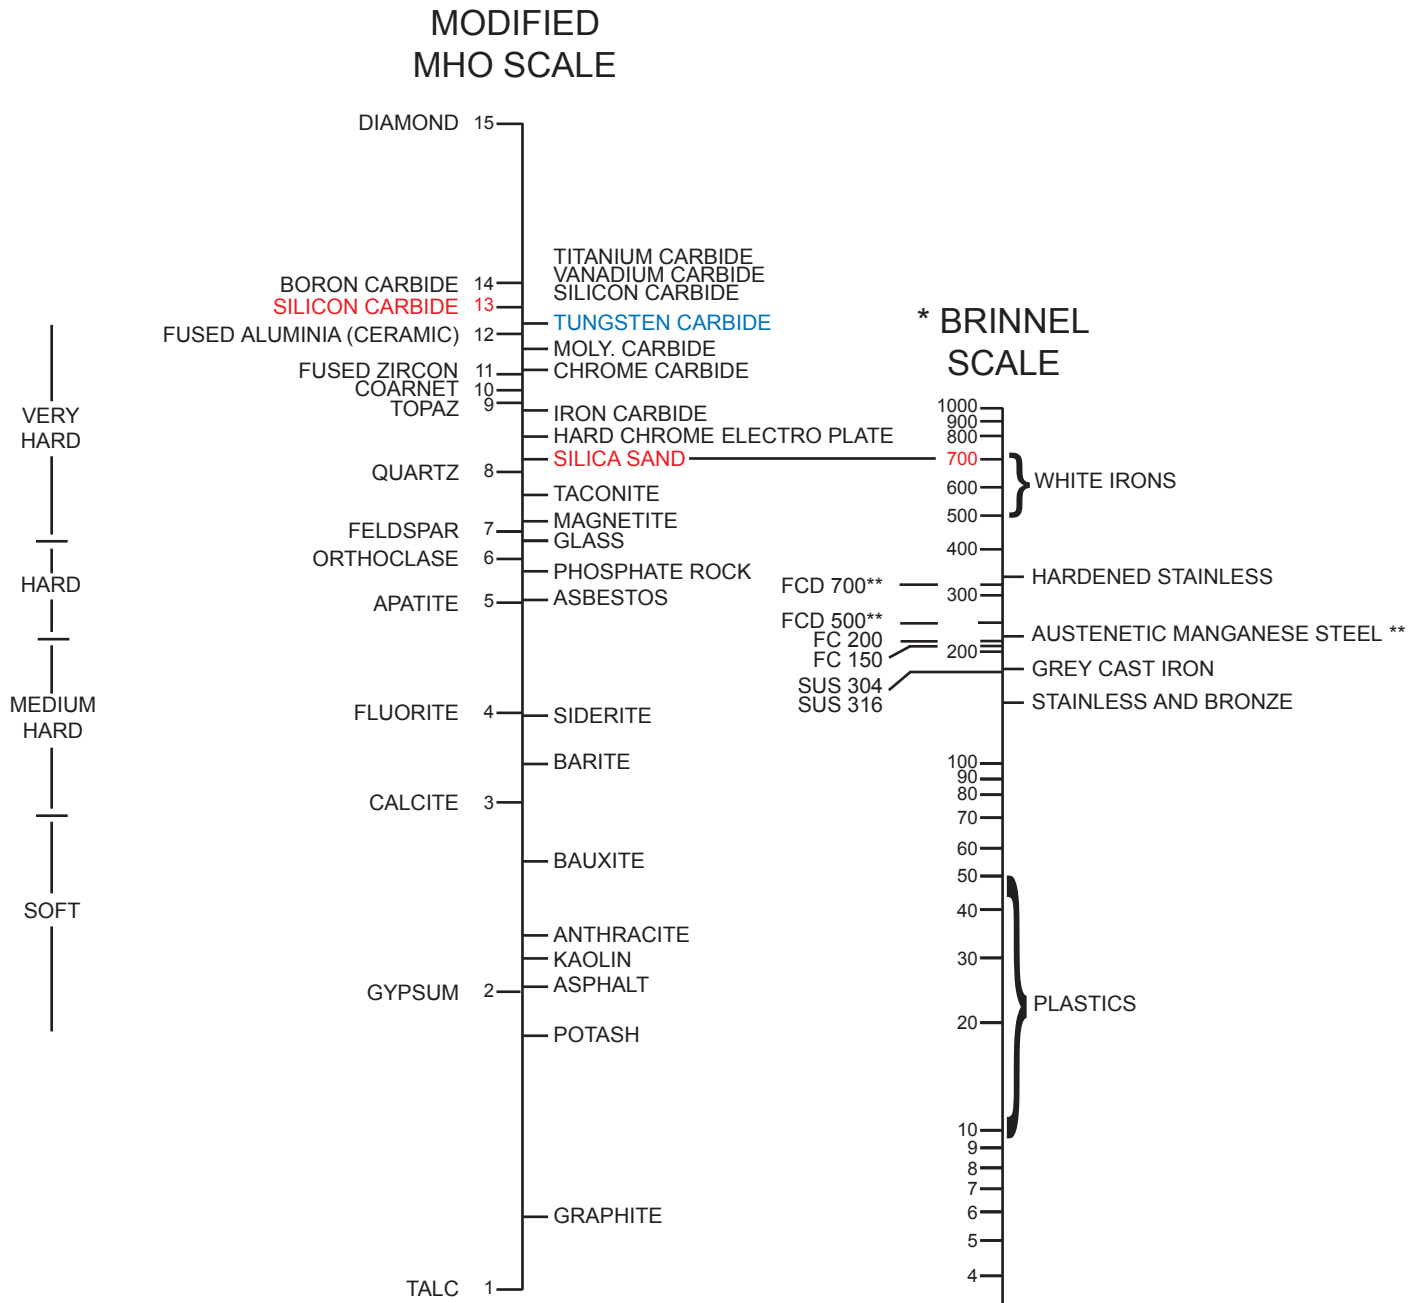 MODIFIED
MHO SCALE
DIAMOND 15
TITANIUM CARBIDE
VANADIUM CARBIDE
BORON CARBIDE 14
SILICON CARBIDE
SILICON CARBIDE 13
TUNGSTEN CARBIDE
FUSED ALUMINIA (CERAMIC) 12
MOLY. CARBIDE
FUSED ZIRCON 11
CHROME CARBIDE
COARNET 10
TOPAZ 9
IRON CARBIDE
HARD CHROME ELECTRO PLATE
SILICA SAND
QUARTZ 8
TACONITE
MAGNETITE
FELDSPAR 7
GLASS
ORTHOCLASE 6
PHOSPHATE ROCK
ASBESTOS
APATITE 5
FLUORITE 4
SIDERITE
BARITE
CALCITE 3
BAUXITE
ANTHRACITE
KAOLIN
ASPHALT
GYPSUM 2
POTASH
GRAPHITE
TALC 1
VERY
HARD
HARD
MEDIUM
HARD
SOFT
* BRINNEL
SCALE
1000
900
800
700
WHITE IRONS
600
500
400
HARDENED STAINLESS
FCD 700**
300
FCD 500**
AUSTENETIC MANGANESE STEEL **
FC 200
200
FC 150
GREY CAST IRON
SUS 304
SUS 316
STAINLESS AND BRONZE
100
90
80
70
60
50
40
30
PLASTICS
20
10
9
8
7
6
5
4